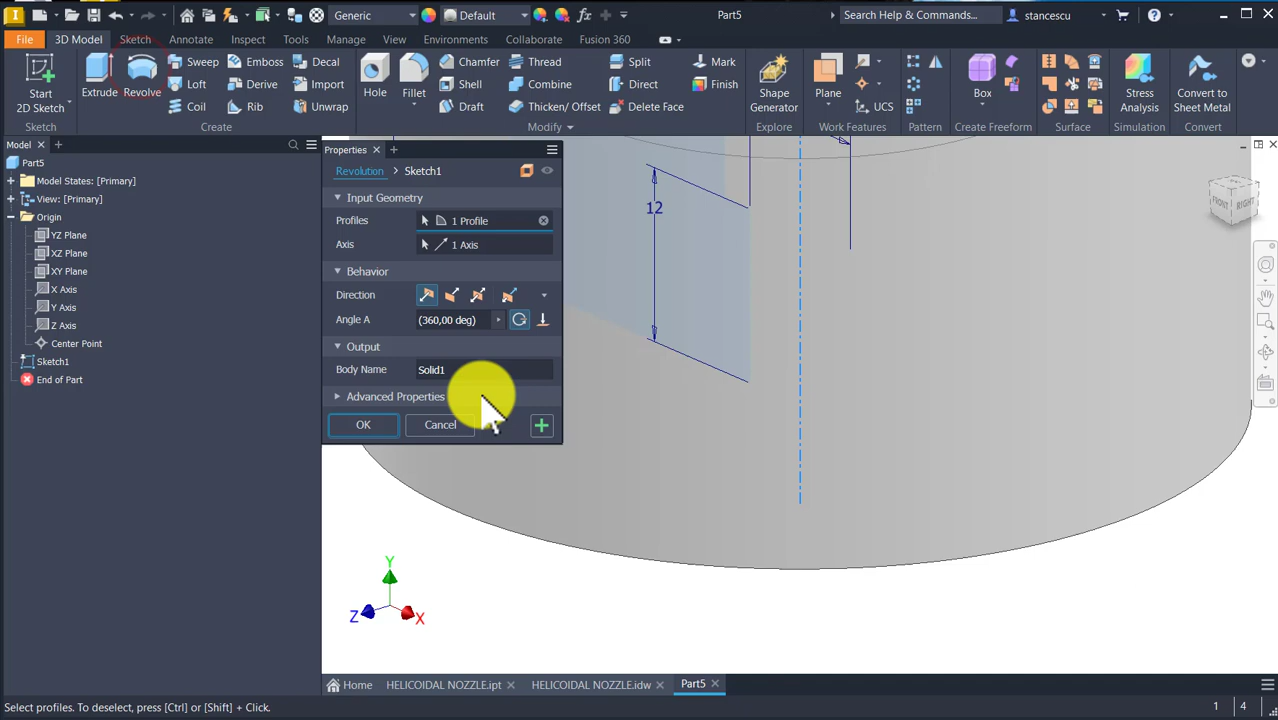 Generic
Default
Part5
Search Help & Commands...
stancescu
File
3D Model
Sketch
Annotate
Inspect
Tools
Manage
View
Environments
Collaborate
Fusion 360
Start
2D Sketch
Extrude
Revolve
Sweep
Loft
Coil
Emboss
Derive
Rib
Decal
Import
Unwrap
Hole
Fillet
Chamfer
Shell
Draft
Thread
Combine
Thicken/ Offset
Split
Direct
Delete Face
Mark
Finish
Shape
Generator
Plane
UCS
Box
Stress
Analysis
Convert to
Sheet Metal
Sketch
Create
Modify
Explore
Work Features
Pattern
Create Freeform
Surface
Simulation
Convert
Model
Part5
Model States: [Primary]
View: [Primary]
Origin
YZ Plane
XZ Plane
XY Plane
X Axis
Y Axis
Z Axis
Center Point
Sketch1
End of Part
Properties
Revolution > Sketch1
Input Geometry
Profiles 1 Profile
Axis 1 Axis
Behavior
Direction
Angle A (360,00 deg)
Output
Body Name Solid1
Advanced Properties
OK
Cancel
12
FRONT
RIGHT
Y
Z
X
Home
HELICOIDAL NOZZLE.ipt
HELICOIDAL NOZZLE.idw
Part5
Select profiles. To deselect, press [Ctrl] or [Shift] + Click.
1
4